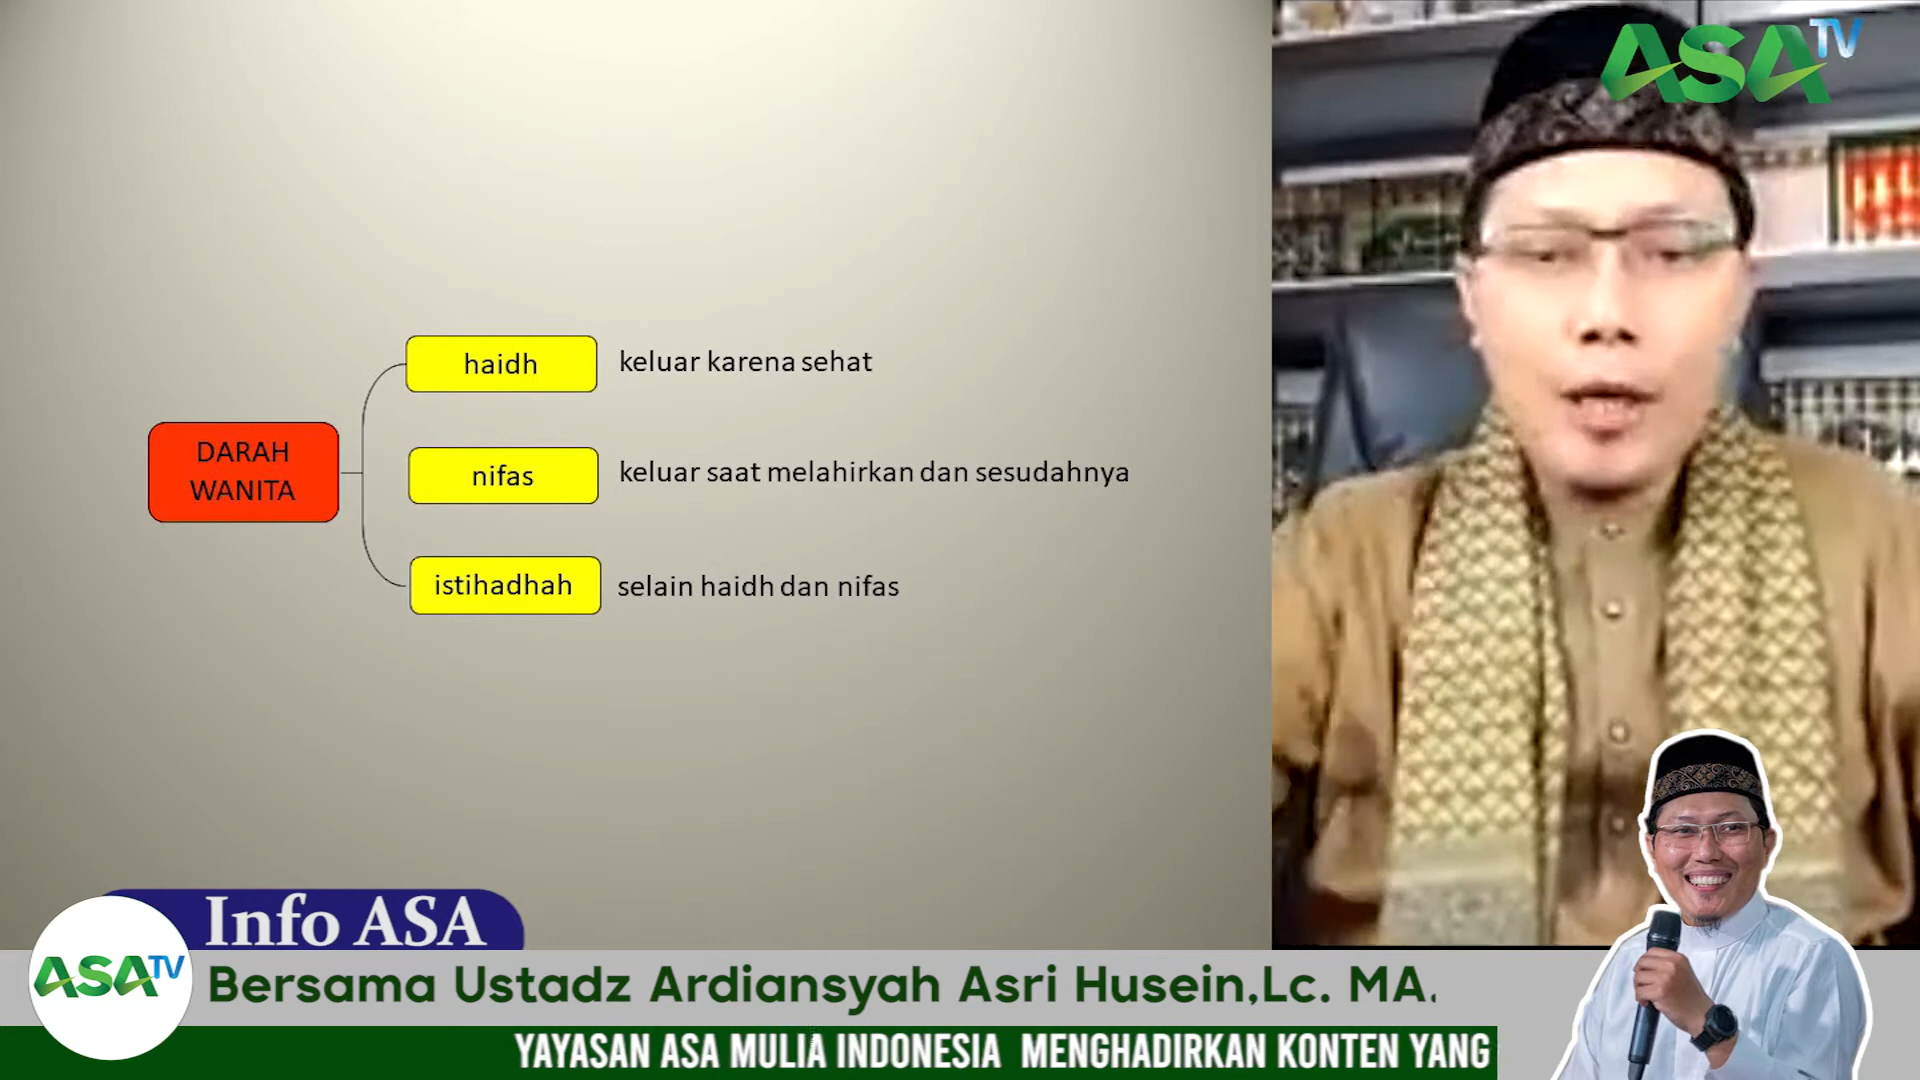 ASA TV
haidh
keluar karena sehat
DARAH
WANITA
nifas
keluar saat melahirkan dan sesudahnya
istihadhah
selain haidh dan nifas
Info ASA
ASA TV
Bersama Ustadz Ardiansyah Asri Husein,Lc. MA.
YAYASAN ASA MULIA INDONESIA MENGHADIRKAN KONTEN YANG